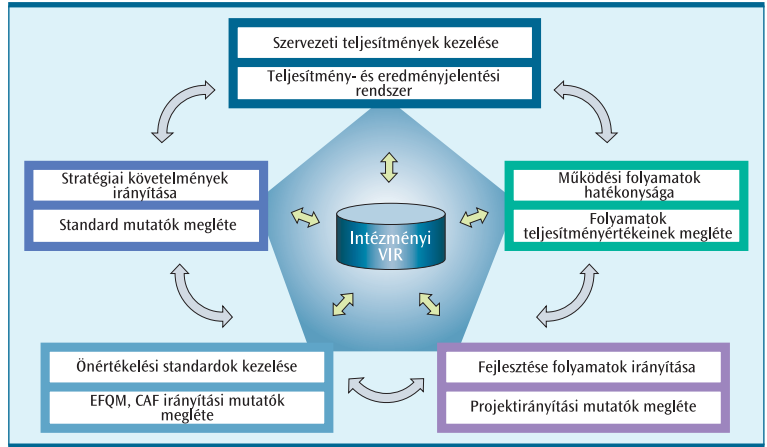 Szervezeti teljesítmények kezelése
Teljesítmény- és eredményjelentési
rendszer
Stratégiai követelmények
irányítása
Standard mutatók megléte
Működési folyamatok
hatékonysága
Folyamatok
teljesítményértékeinek megléte
Intézményi
VIR
Önértékelési standardok kezelése
EFQM, CAF irányítási mutatók
megléte
Fejlesztése folyamatok irányítása
Projektirányítási mutatók megléte